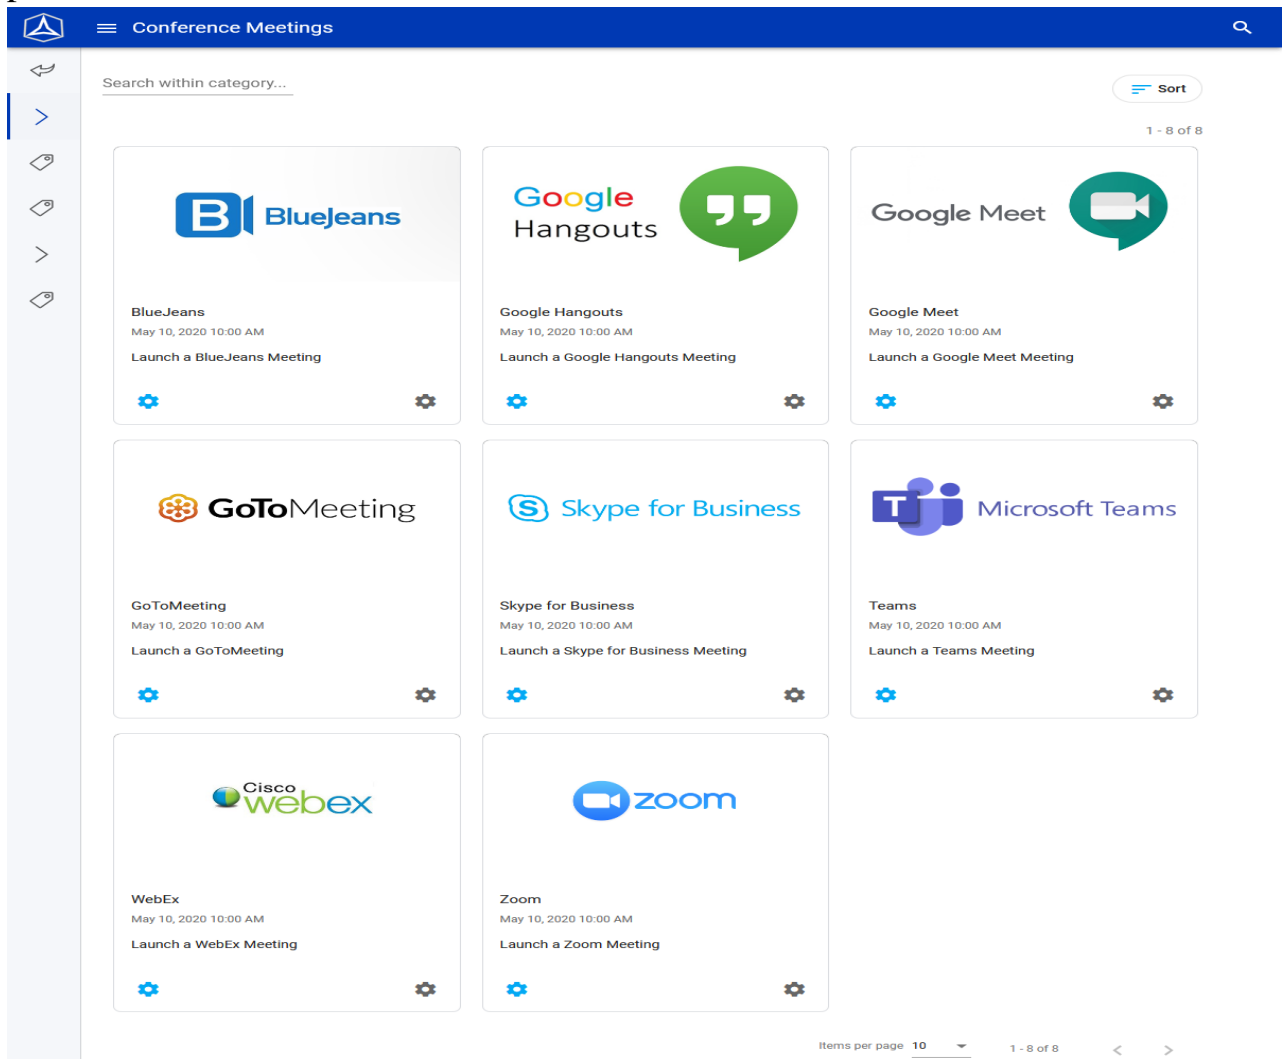 Conference Meetings
Search within category...
Sort
1 - 8 of 8
B BlueJeans
Google
Hangouts
Google Meet
BlueJeans
May 10, 2020 10:00 AM
Launch a BlueJeans Meeting
Google Hangouts
May 10, 2020 10:00 AM
Launch a Google Hangouts Meeting
Google Meet
May 10, 2020 10:00 AM
Launch a Google Meet Meeting
GoToMeeting
S Skype for Business
T Microsoft Teams
GoToMeeting
May 10, 2020 10:00 AM
Launch a GoToMeeting
Skype for Business
May 10, 2020 10:00 AM
Launch a Skype for Business Meeting
Teams
May 10, 2020 10:00 AM
Launch a Teams Meeting
Cisco
webex
zoom
WebEx
May 10, 2020 10:00 AM
Launch a WebEx Meeting
Zoom
May 10, 2020 10:00 AM
Launch a Zoom Meeting
Items per page 10 1 - 8 of 8